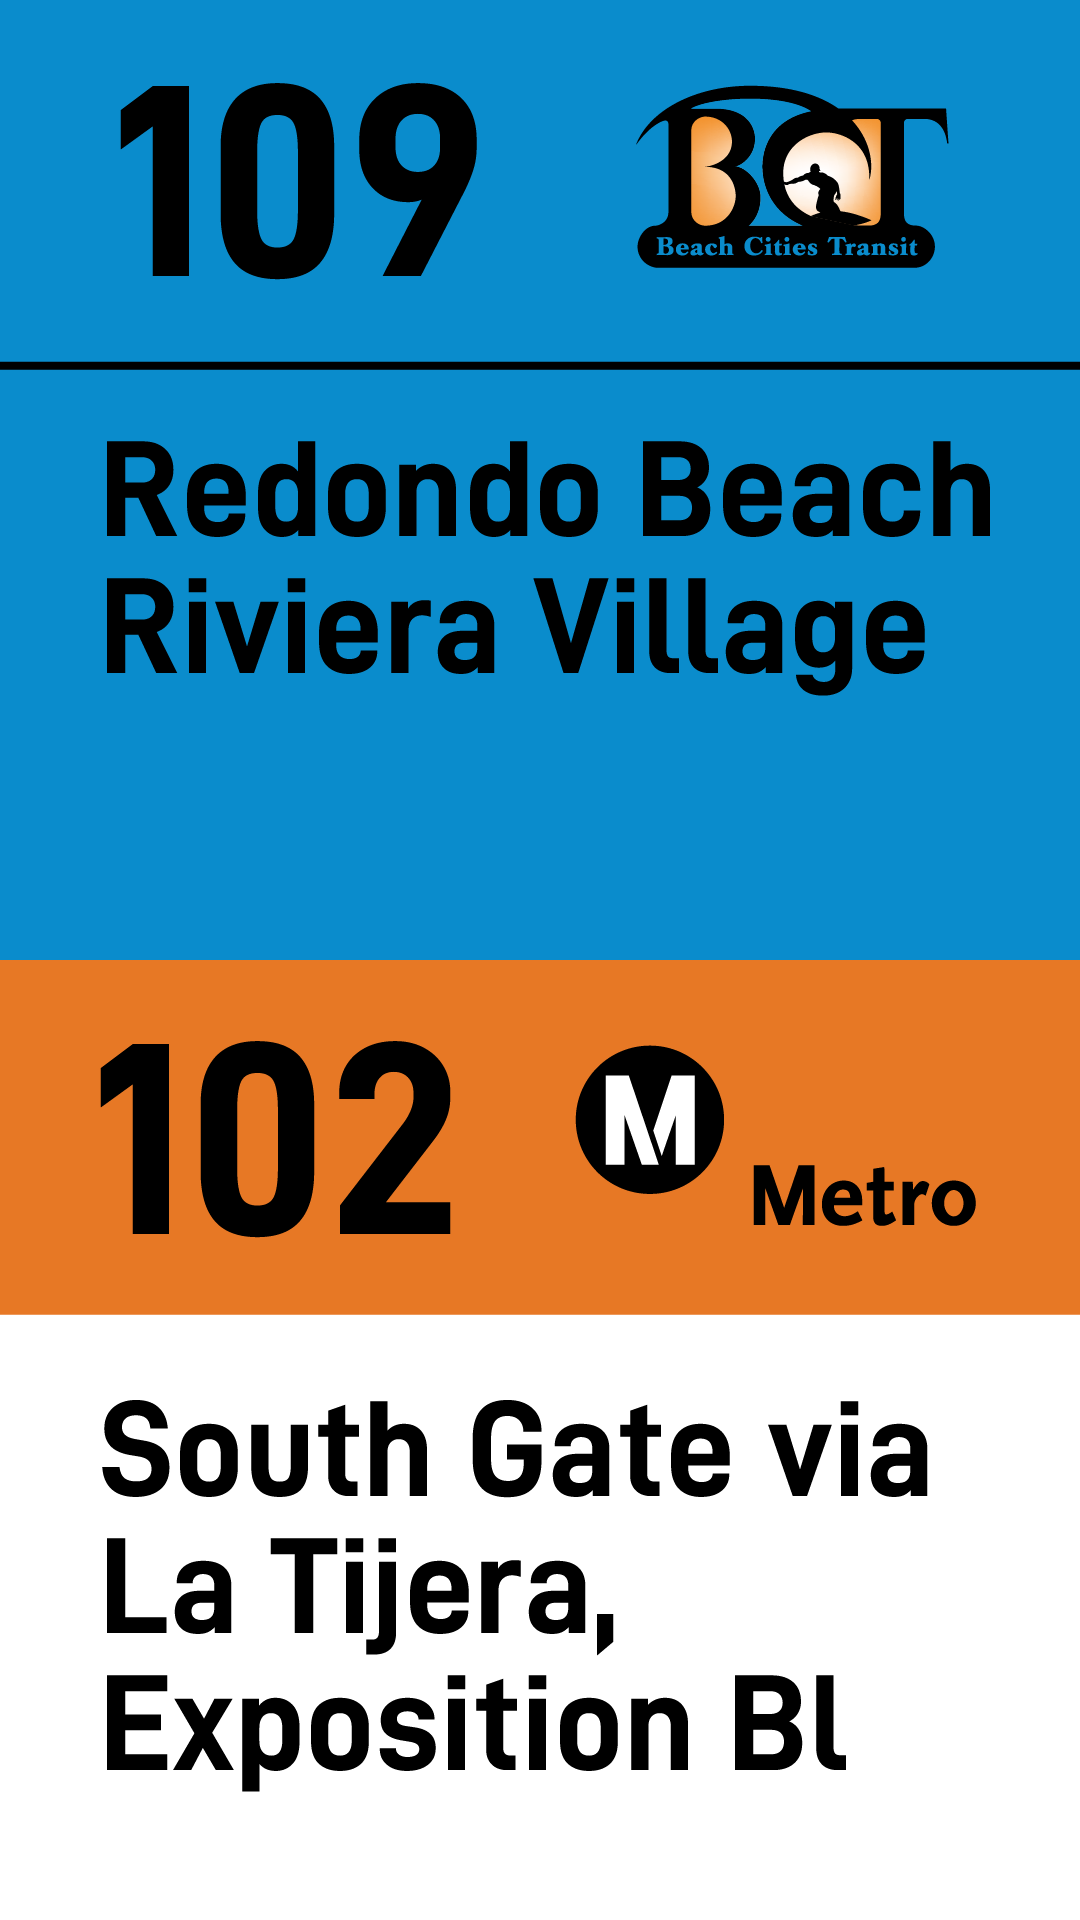 109
BCT
Beach Cities Transit
Redondo Beach
Riviera Village
102
M
Metro
South Gate via
La Tijera,
Exposition Bl